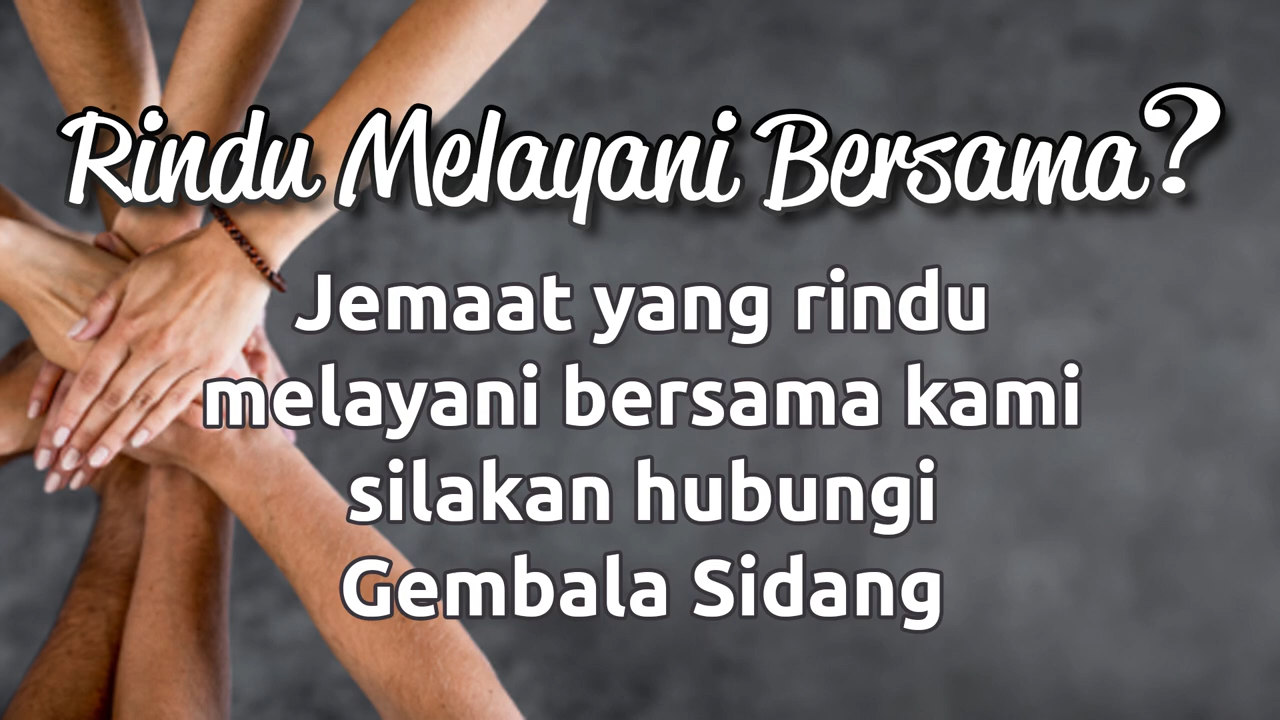 Rindu Melayani Bersama?
Jemaat yang rindu
melayani bersama kami
silakan hubungi
Gembala Sidang